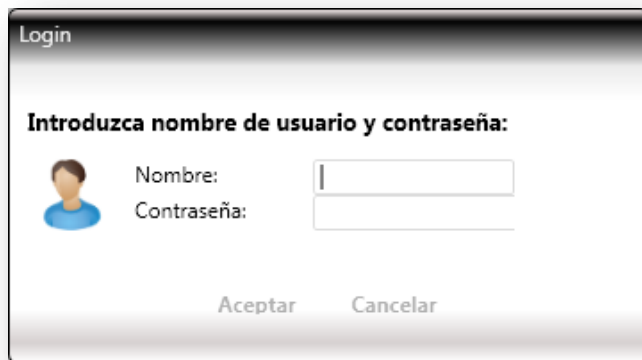 Login
Introduzca nombre de usuario y contraseña:
Nombre:
Contraseña:
Aceptar Cancelar